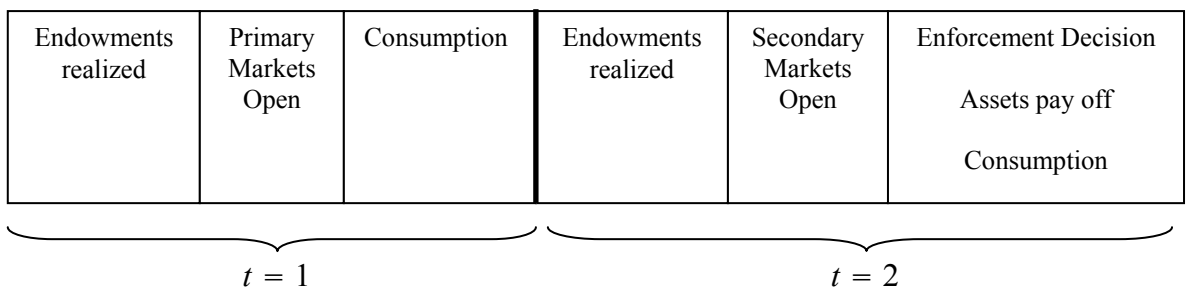 Endowments
realized
Primary
Markets
Open
Consumption
Endowments
realized
Secondary
Markets
Open
Enforcement Decision
Assets pay off
Consumption
t = 1
t = 2